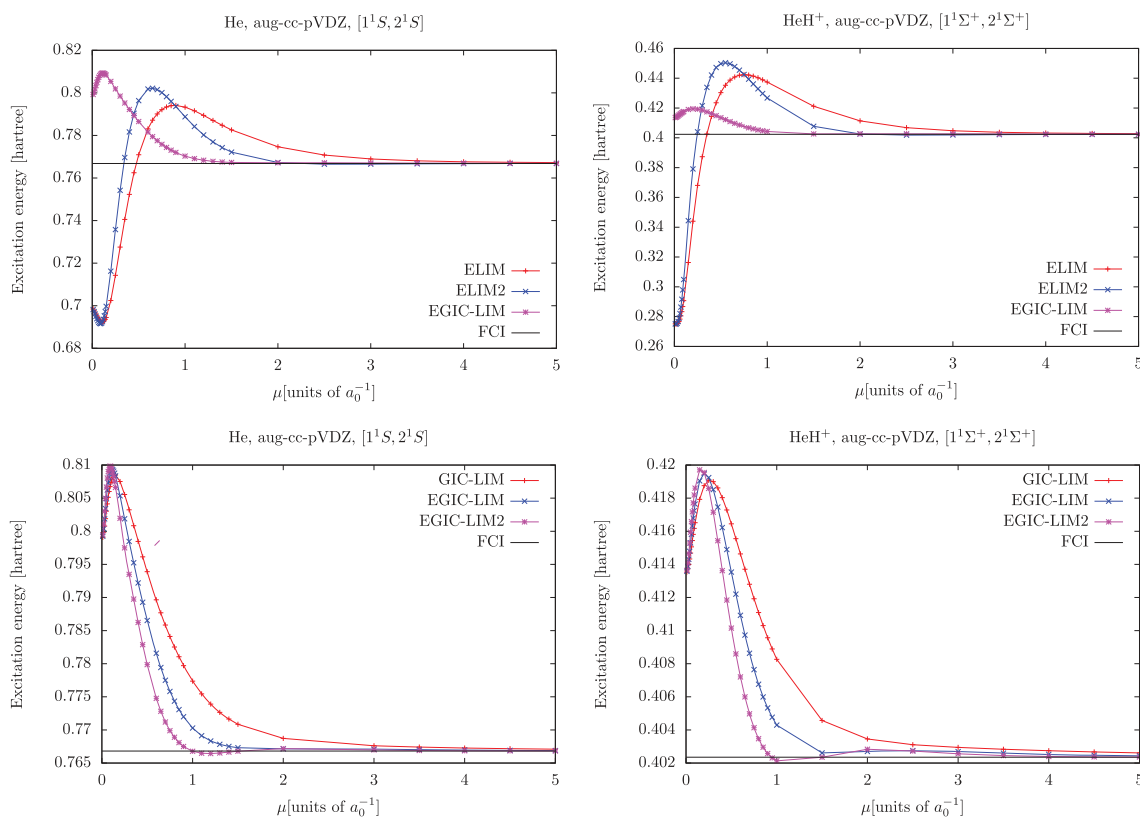 He, aug-cc-pVDZ, [1¹S, 2¹S]
Excitation energy [hartree]
0.82
0.8
0.78
0.76
0.74
0.72
0.7
0.68
ELIM
ELIM2
EGIC-LIM
FCI
0 1 2 3 4 5
μ[units of a₀⁻¹]
HeH⁺, aug-cc-pVDZ, [1¹Σ⁺, 2¹Σ⁺]
Excitation energy [hartree]
0.46
0.44
0.42
0.4
0.38
0.36
0.34
0.32
0.3
0.28
0.26
ELIM
ELIM2
EGIC-LIM
FCI
0 1 2 3 4 5
μ[units of a₀⁻¹]
He, aug-cc-pVDZ, [1¹S, 2¹S]
Excitation energy [hartree]
0.81
0.805
0.8
0.795
0.79
0.785
0.78
0.775
0.77
0.765
GIC-LIM
EGIC-LIM
EGIC-LIM2
FCI
0 1 2 3 4 5
μ[units of a₀⁻¹]
HeH⁺, aug-cc-pVDZ, [1¹Σ⁺, 2¹Σ⁺]
Excitation energy [hartree]
0.42
0.418
0.416
0.414
0.412
0.41
0.408
0.406
0.404
0.402
GIC-LIM
EGIC-LIM
EGIC-LIM2
FCI
0 1 2 3 4 5
μ[units of a₀⁻¹]